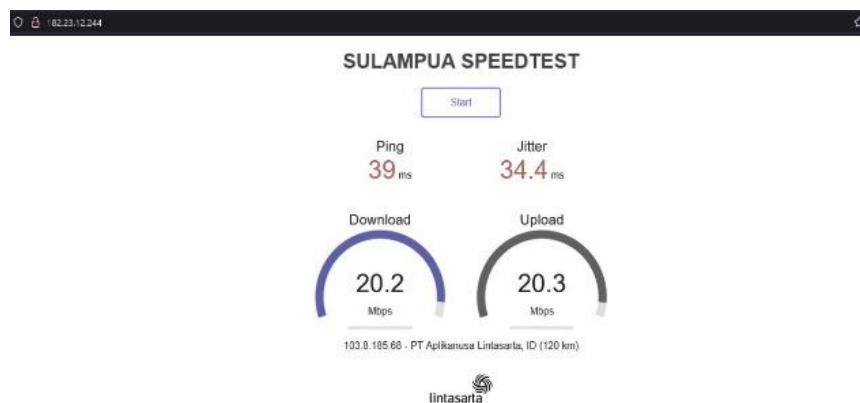 182.23.12.244
SULAMPUA SPEEDTEST
Start
Ping Jitter
39 ms 34.4 ms
Download Upload
20.2 20.3
Mbps Mbps
103.8.185.68 - PT Aplikanusa Lintasarta, ID (120 km)
lintasarta